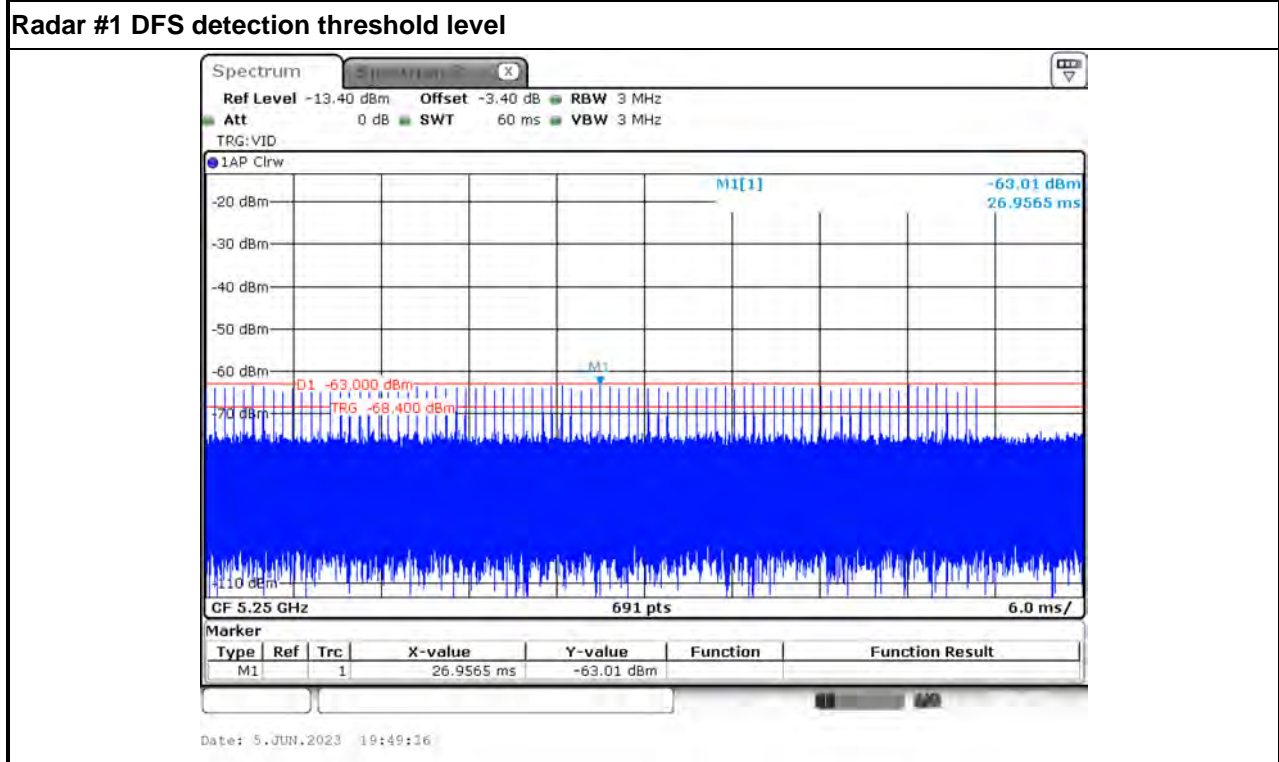 Radar #1 DFS detection threshold level
Spectrum X
Ref Level -13.40 dBm Offset -3.40 dB RBW 3 MHz
Att 0 dB SWT 60 ms VBW 3 MHz
TRG:VID
1AP Clrw
M1[1] -63.01 dBm
26.9565 ms
-20 dBm
-30 dBm
-40 dBm
-50 dBm
-60 dBm
M1
D1 -63.000 dBm
TRG -68.400 dBm
-70 dBm
-110 dBm
CF 5.25 GHz 691 pts 6.0 ms/
Marker
Type Ref Trc X-value Y-value Function Function Result
M1 1 26.9565 ms -63.01 dBm
Date: 5.JUN.2023 19:49:36